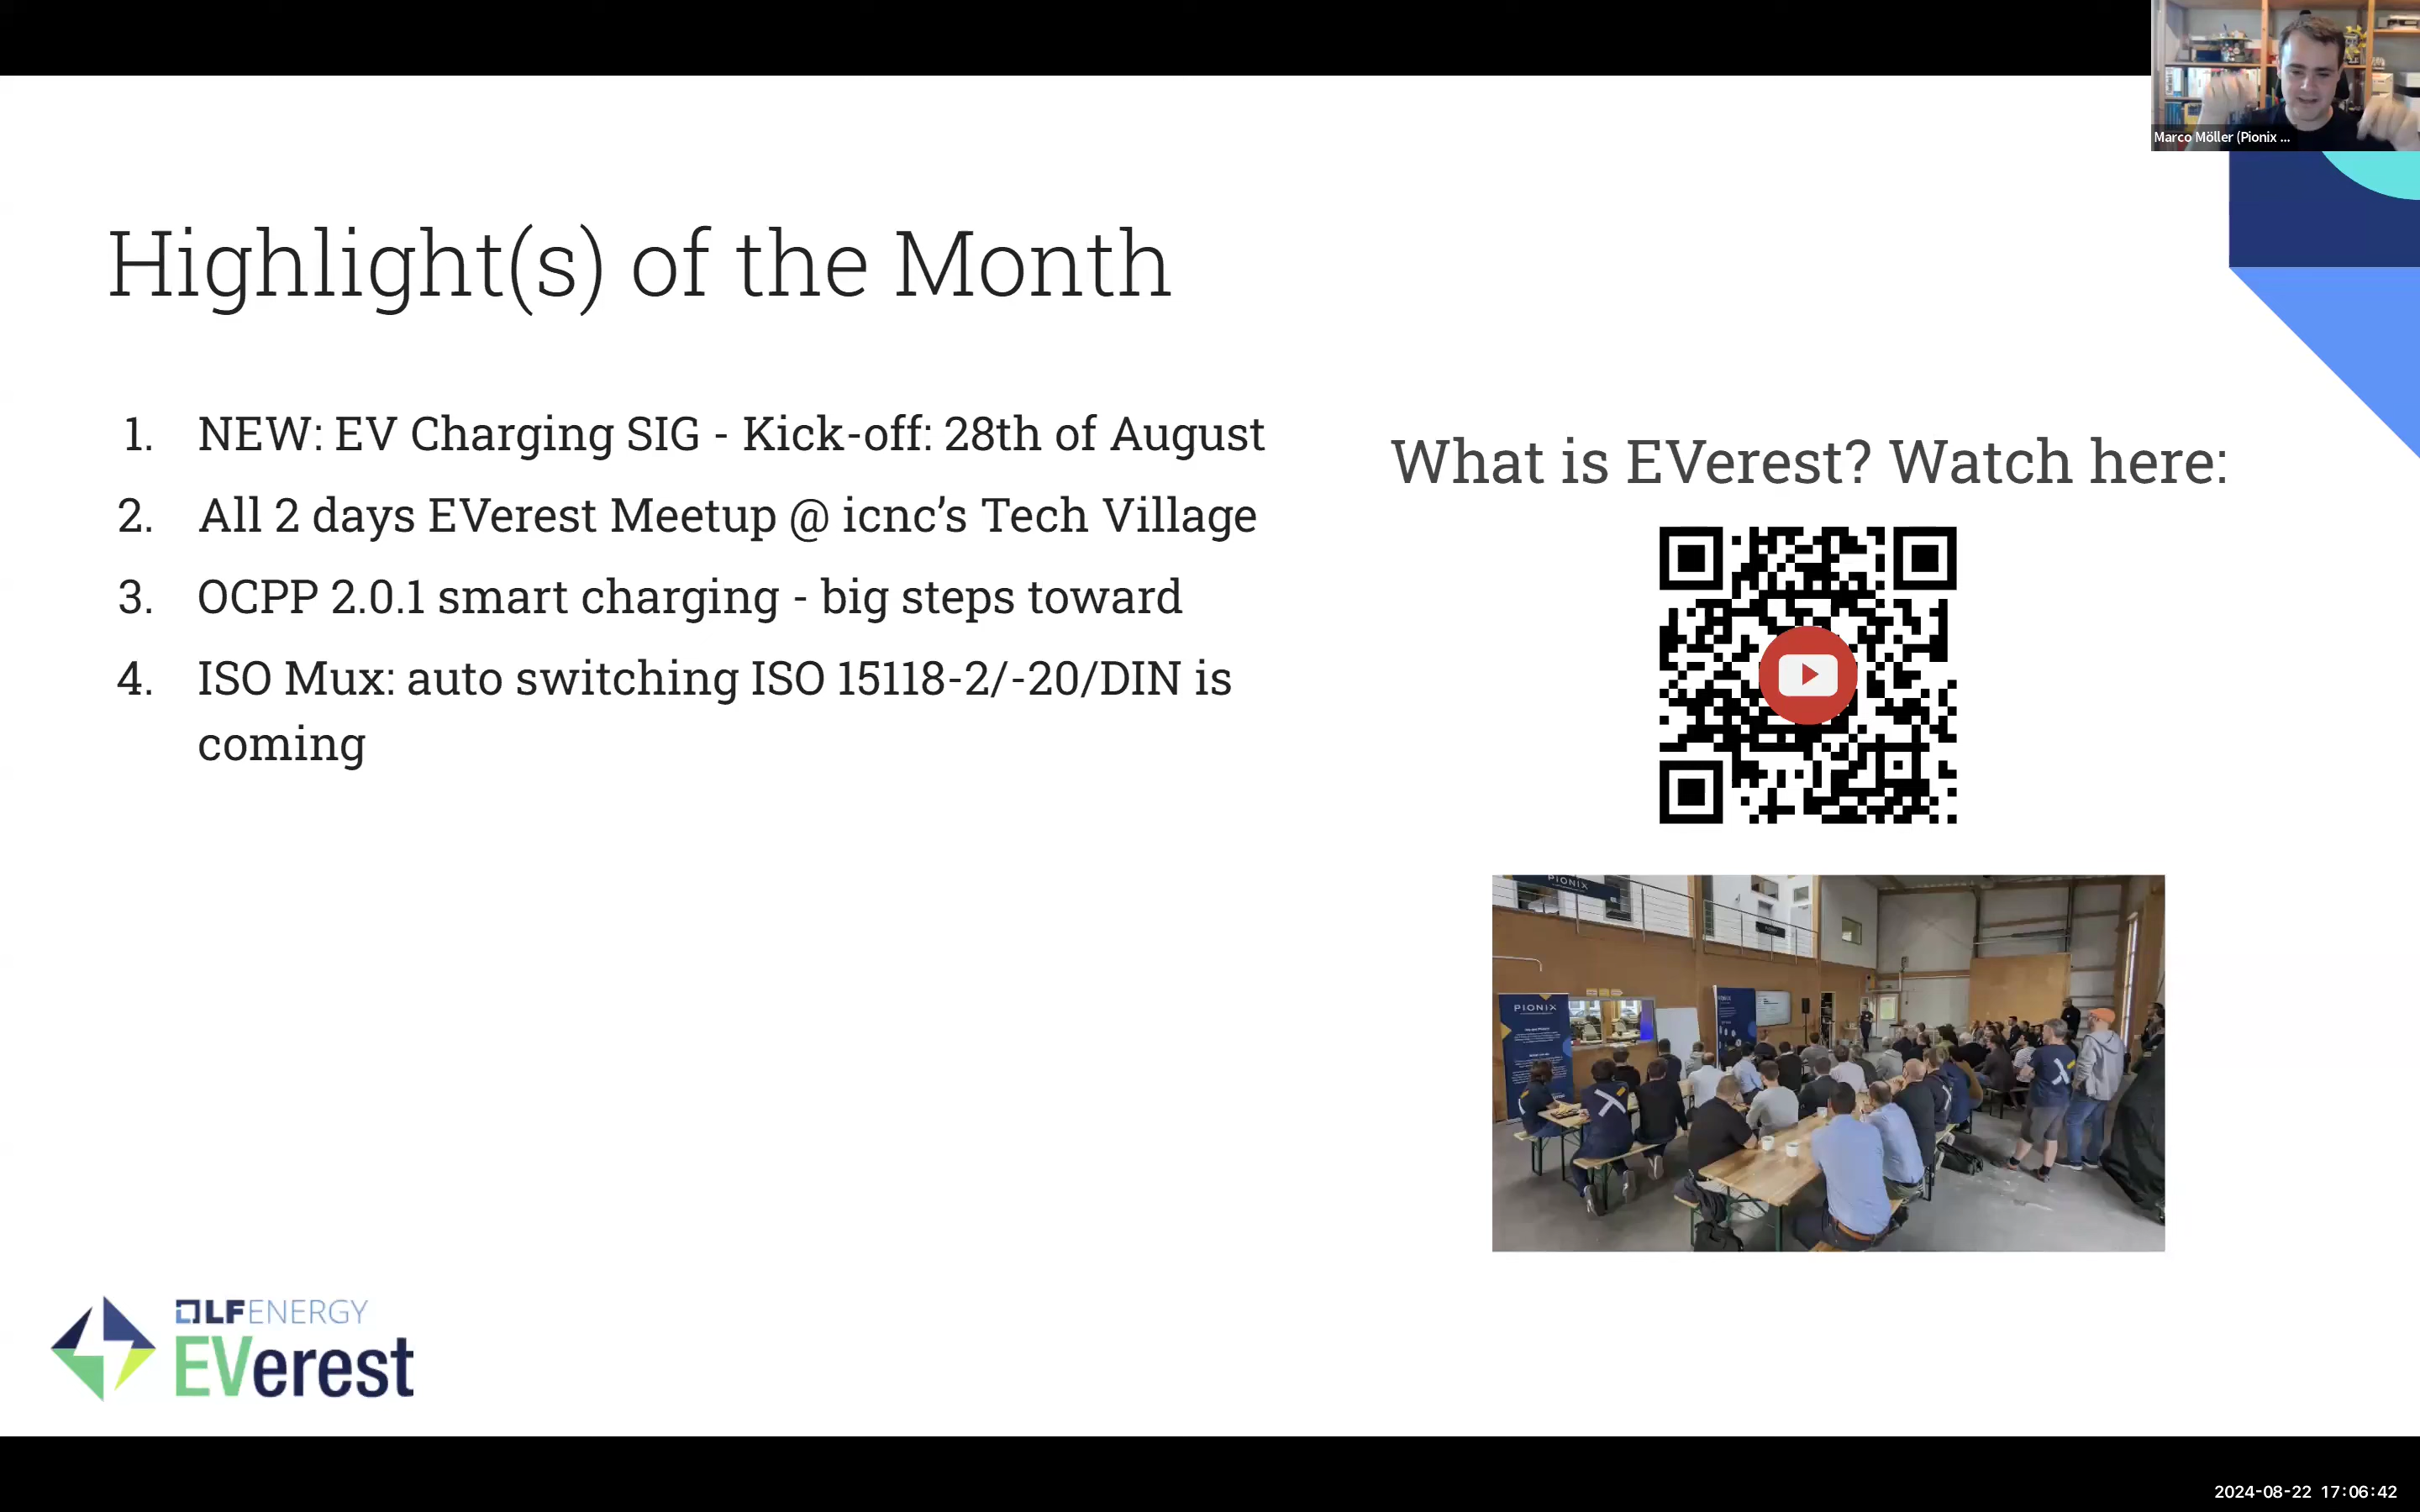 Marco Möller (Pionix ...
Highlight(s) of the Month
1. NEW: EV Charging SIG - Kick-off: 28th of August
2. All 2 days EVerest Meetup @ icnc’s Tech Village
3. OCPP 2.0.1 smart charging - big steps toward
4. ISO Mux: auto switching ISO 15118-2/-20/DIN is
coming
What is EVerest? Watch here:
PIONIX
PIONIX
LFENERGY
EVerest
2024-08-22 17:06:42